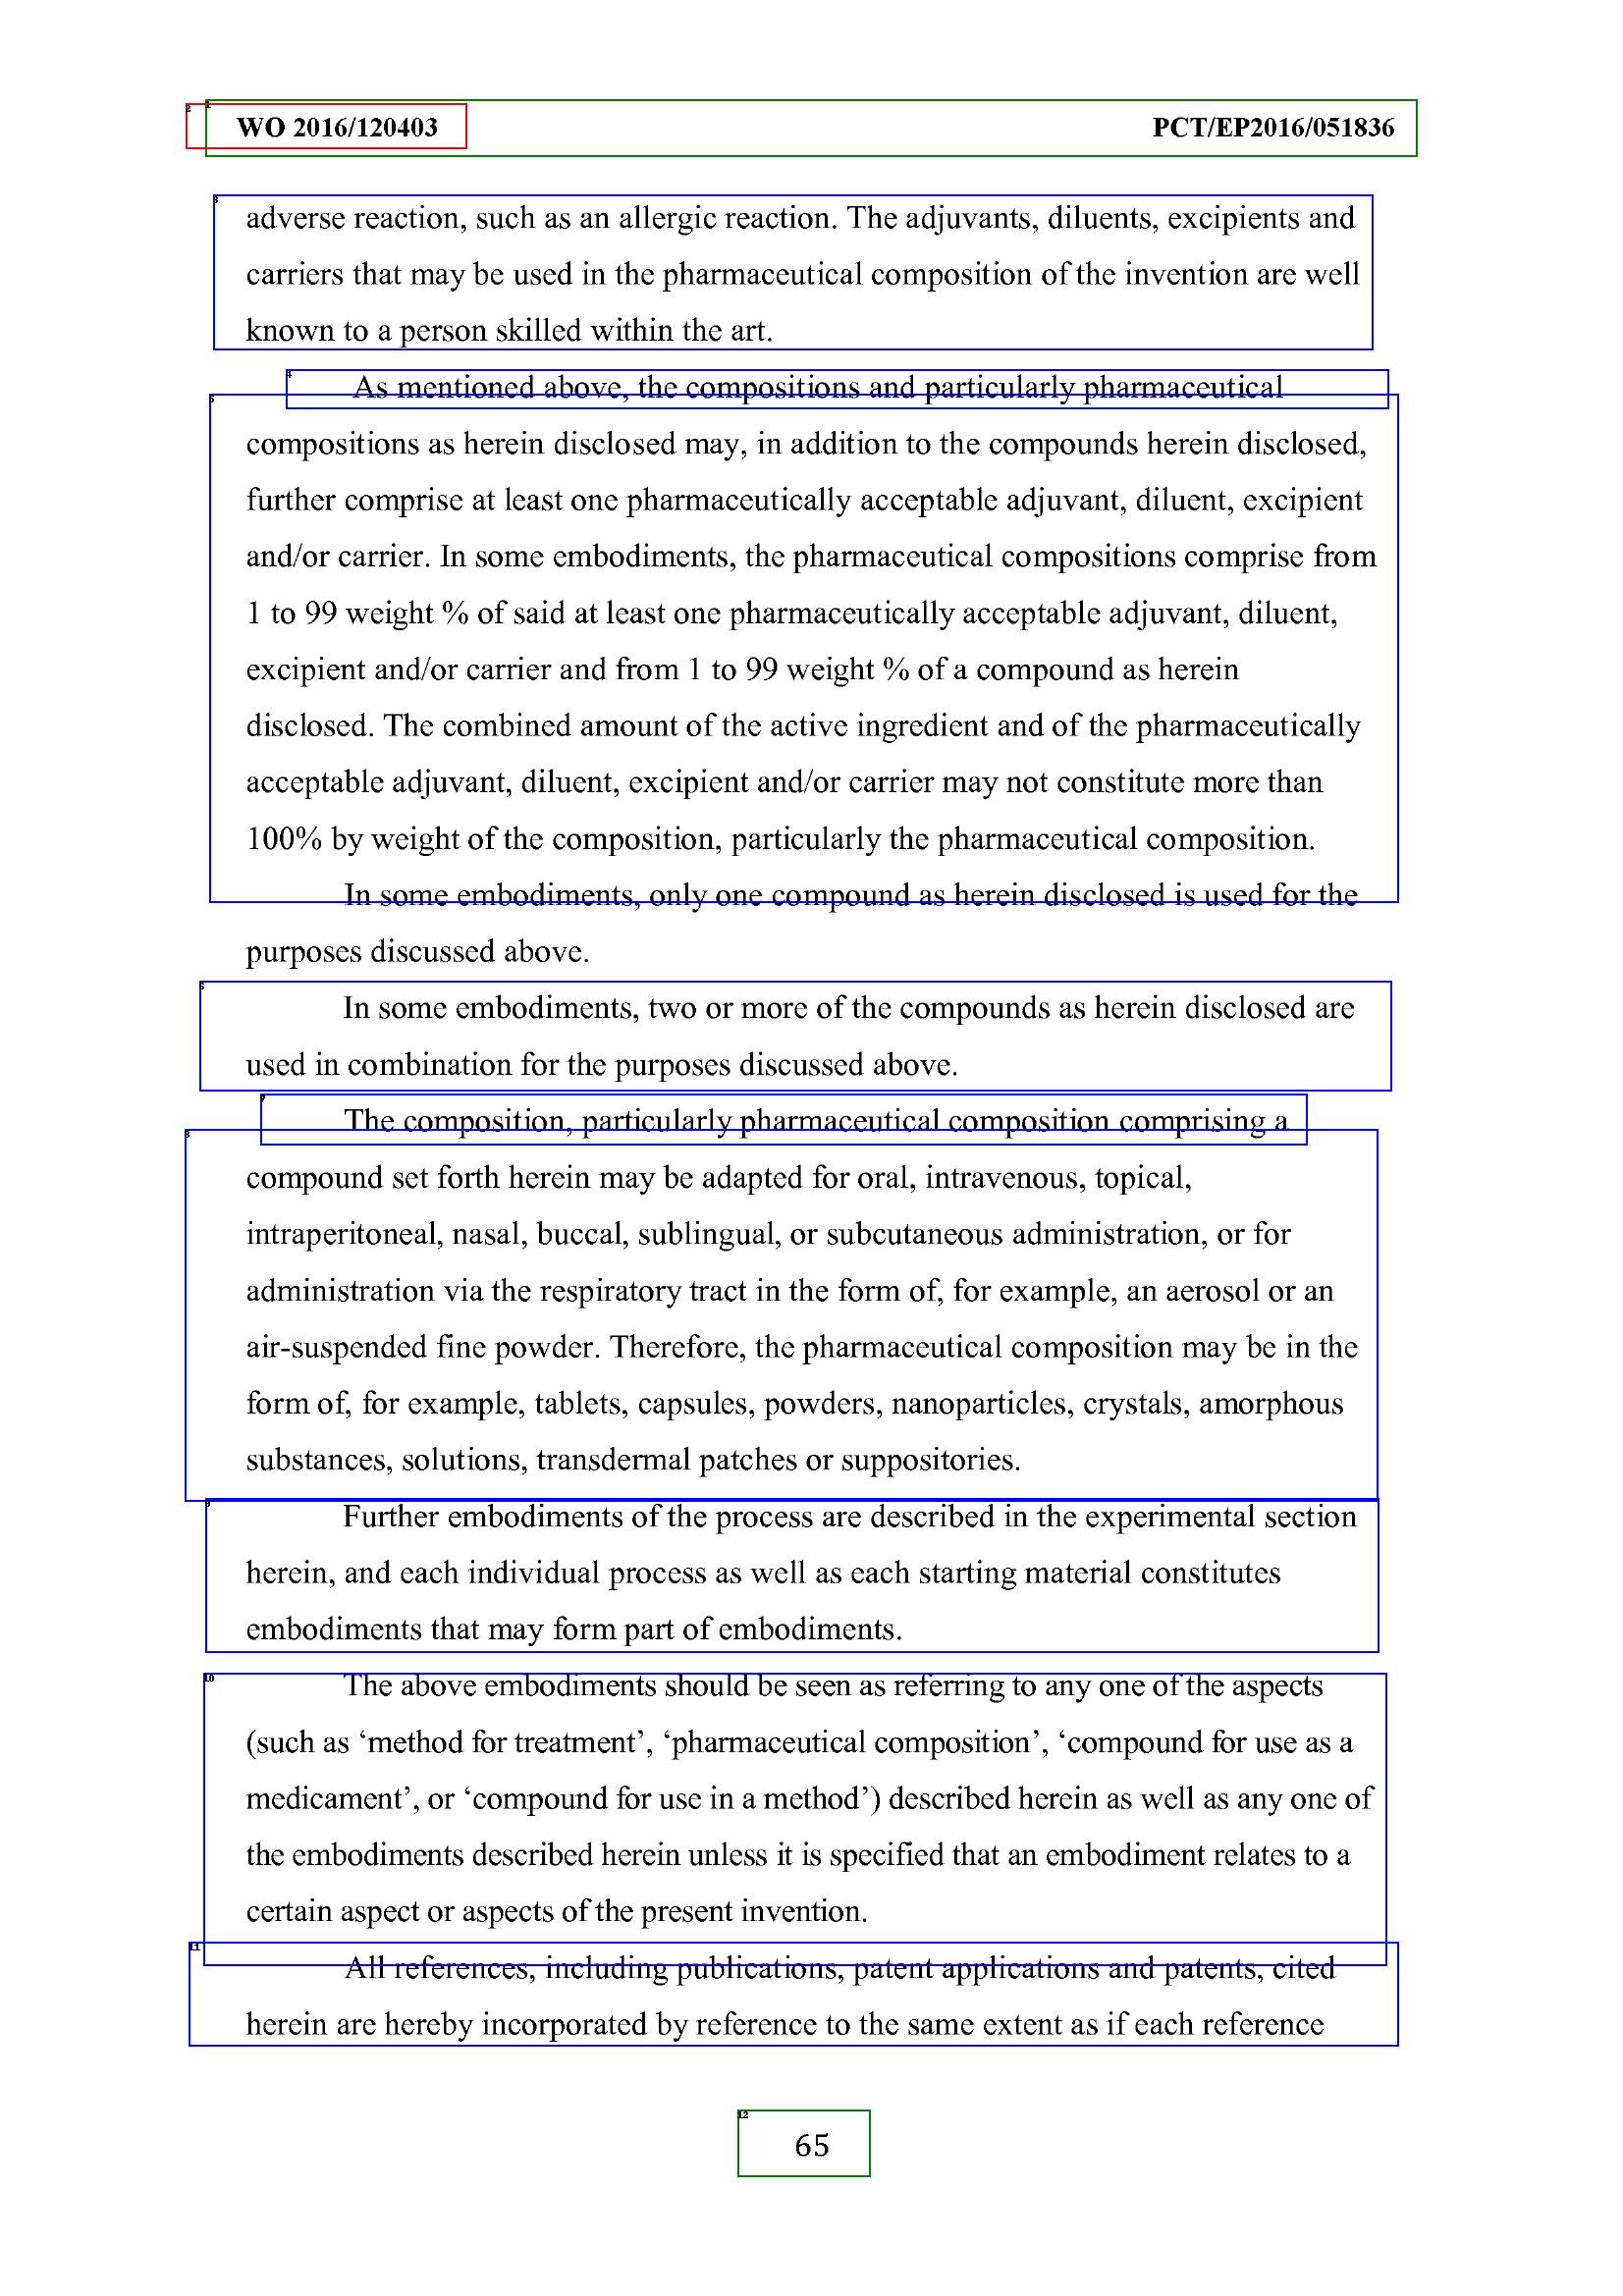 WO 2016/120403 PCT/EP2016/051836
adverse reaction, such as an allergic reaction. The adjuvants, diluents, excipients and
carriers that may be used in the pharmaceutical composition of the invention are well
known to a person skilled within the art.
As mentioned above, the compositions and particularly pharmaceutical
compositions as herein disclosed may, in addition to the compounds herein disclosed,
further comprise at least one pharmaceutically acceptable adjuvant, diluent, excipient
and/or carrier. In some embodiments, the pharmaceutical compositions comprise from
1 to 99 weight % of said at least one pharmaceutically acceptable adjuvant, diluent,
excipient and/or carrier and from 1 to 99 weight % of a compound as herein
disclosed. The combined amount of the active ingredient and of the pharmaceutically
acceptable adjuvant, diluent, excipient and/or carrier may not constitute more than
100% by weight of the composition, particularly the pharmaceutical composition.
In some embodiments, only one compound as herein disclosed is used for the
purposes discussed above.
In some embodiments, two or more of the compounds as herein disclosed are
used in combination for the purposes discussed above.
The composition, particularly pharmaceutical composition comprising a
compound set forth herein may be adapted for oral, intravenous, topical,
intraperitoneal, nasal, buccal, sublingual, or subcutaneous administration, or for
administration via the respiratory tract in the form of, for example, an aerosol or an
air-suspended fine powder. Therefore, the pharmaceutical composition may be in the
form of, for example, tablets, capsules, powders, nanoparticles, crystals, amorphous
substances, solutions, transdermal patches or suppositories.
Further embodiments of the process are described in the experimental section
herein, and each individual process as well as each starting material constitutes
embodiments that may form part of embodiments.
The above embodiments should be seen as referring to any one of the aspects
(such as ‘method for treatment’, ‘pharmaceutical composition’, ‘compound for use as a
medicament’, or ‘compound for use in a method’) described herein as well as any one of
the embodiments described herein unless it is specified that an embodiment relates to a
certain aspect or aspects of the present invention.
All references, including publications, patent applications and patents, cited
herein are hereby incorporated by reference to the same extent as if each reference
65